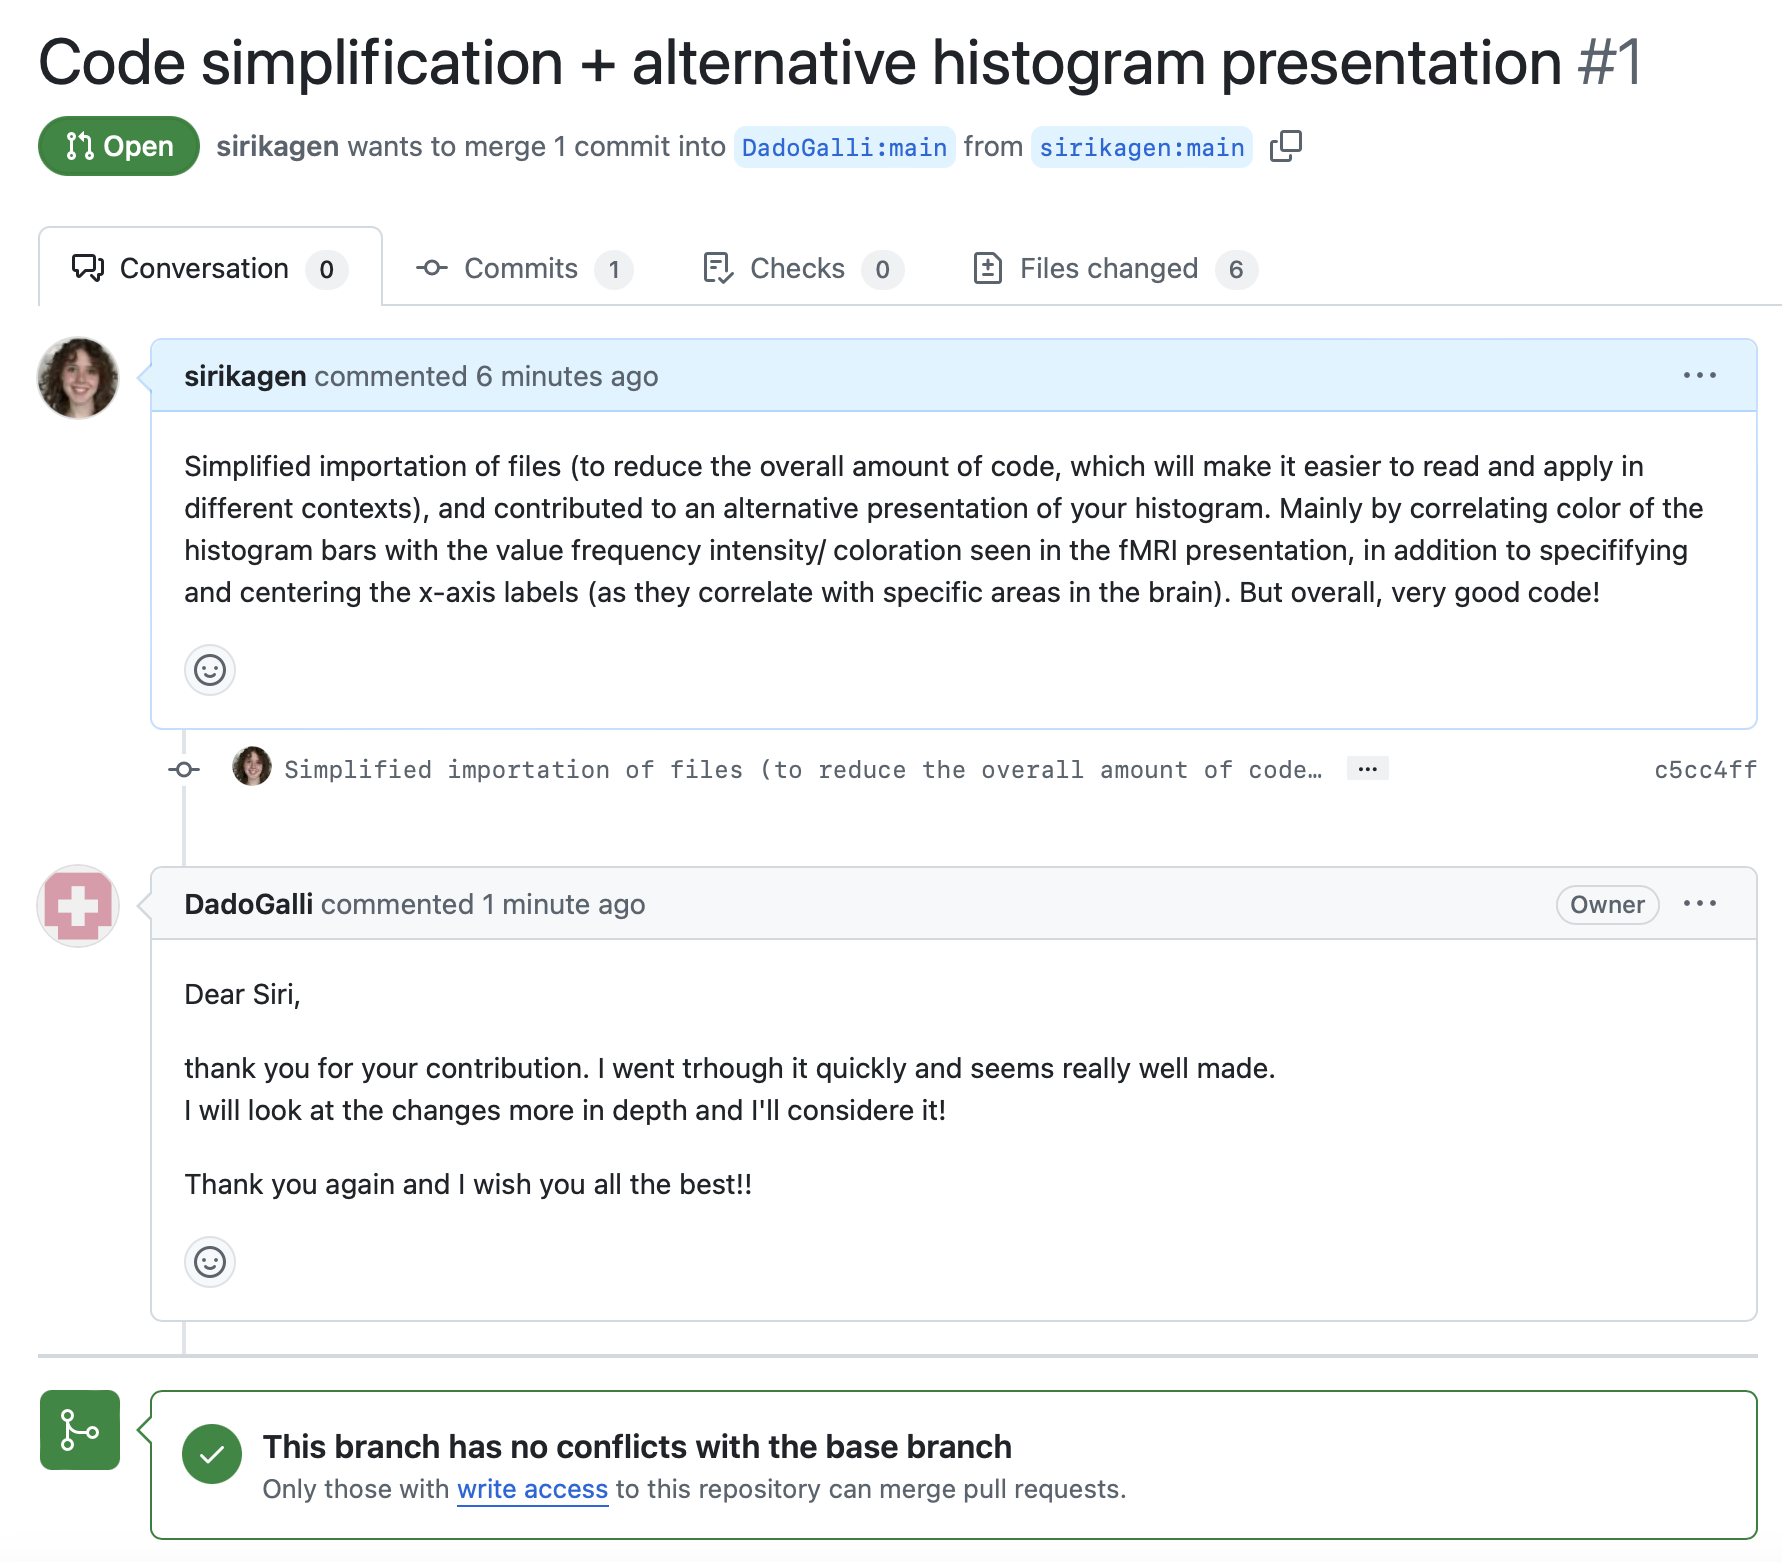 Code simplification + alternative histogram presentation #1
Open sirikagen wants to merge 1 commit into DadoGalli:main from sirikagen:main
Conversation 0 Commits 1 Checks 0 Files changed 6
sirikagen commented 6 minutes ago
Simplified importation of files (to reduce the overall amount of code, which will make it easier to read and apply in
different contexts), and contributed to an alternative presentation of your histogram. Mainly by correlating color of the
histogram bars with the value frequency intensity/ coloration seen in the fMRI presentation, in addition to specififying
and centering the x-axis labels (as they correlate with specific areas in the brain). But overall, very good code!
Simplified importation of files (to reduce the overall amount of code… c5cc4ff
DadoGalli commented 1 minute ago Owner
Dear Siri,
thank you for your contribution. I went trhough it quickly and seems really well made.
I will look at the changes more in depth and I'll considere it!
Thank you again and I wish you all the best!!
This branch has no conflicts with the base branch
Only those with write access to this repository can merge pull requests.